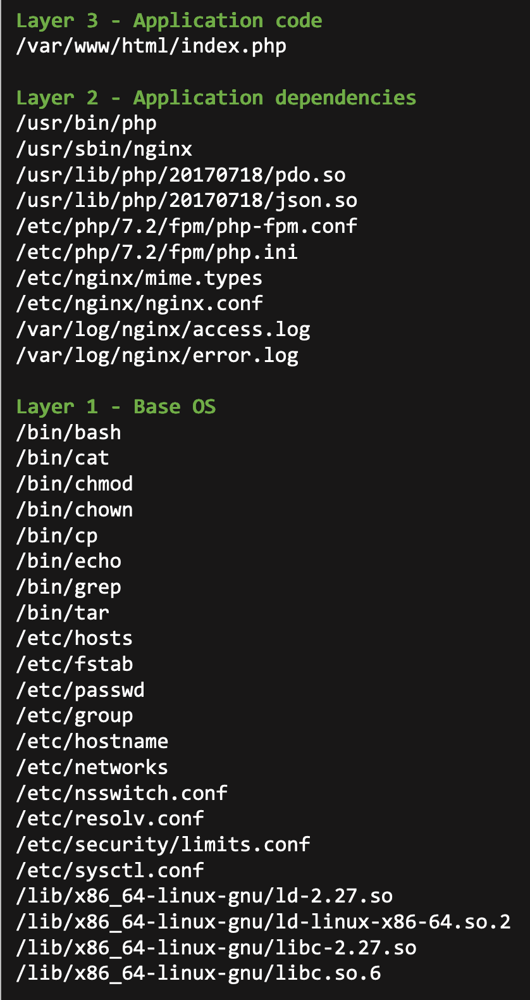 Layer 3 - Application code
/var/www/html/index.php
Layer 2 - Application dependencies
/usr/bin/php
/usr/sbin/nginx
/usr/lib/php/20170718/pdo.so
/usr/lib/php/20170718/json.so
/etc/php/7.2/fpm/php-fpm.conf
/etc/php/7.2/fpm/php.ini
/etc/nginx/mime.types
/etc/nginx/nginx.conf
/var/log/nginx/access.log
/var/log/nginx/error.log
Layer 1 - Base OS
/bin/bash
/bin/cat
/bin/chmod
/bin/chown
/bin/cp
/bin/echo
/bin/grep
/bin/tar
/etc/hosts
/etc/fstab
/etc/passwd
/etc/group
/etc/hostname
/etc/networks
/etc/nsswitch.conf
/etc/resolv.conf
/etc/security/limits.conf
/etc/sysctl.conf
/lib/x86_64-linux-gnu/ld-2.27.so
/lib/x86_64-linux-gnu/ld-linux-x86-64.so.2
/lib/x86_64-linux-gnu/libc-2.27.so
/lib/x86_64-linux-gnu/libc.so.6